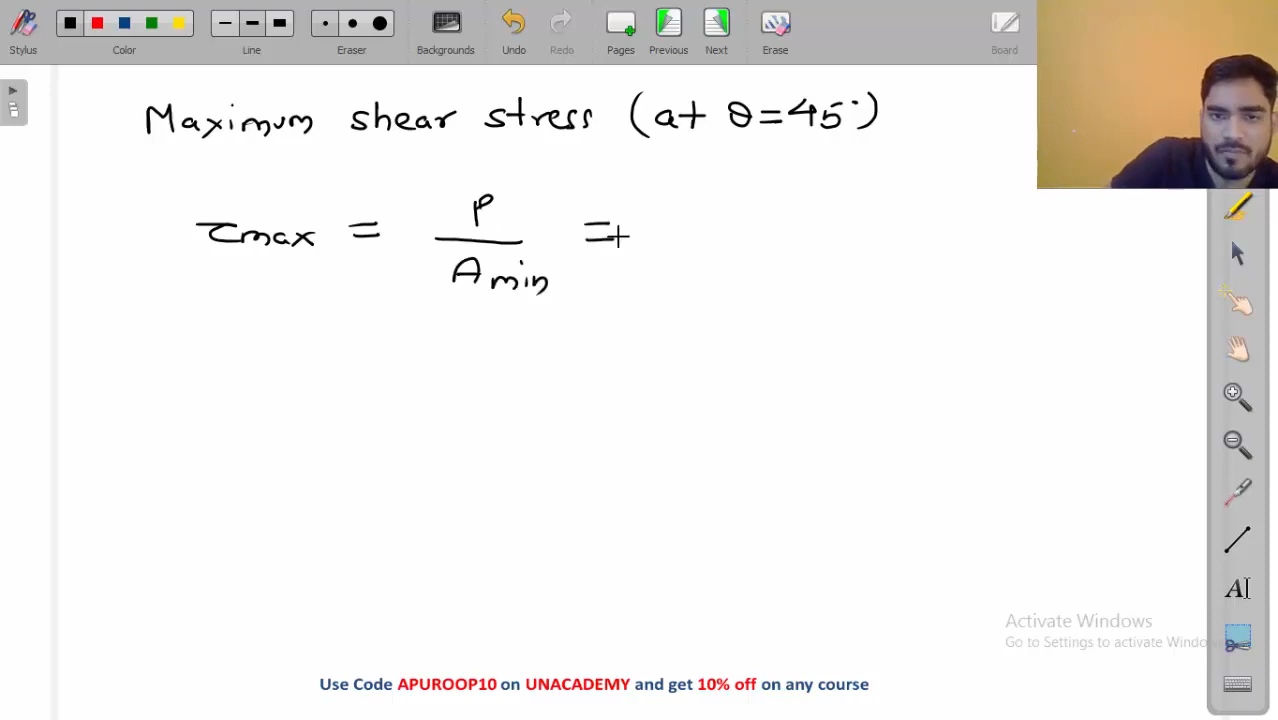 Stylus
Color
Line
Eraser
Backgrounds
Undo
Redo
Pages
Previous
Next
Erase
Board
Maximum shear stress (at θ=45°)
τmax = P / Amin =
A
Activate Windows
Go to Settings to activate Windo
Use Code APUROOP10 on UNACADEMY and get 10% off on any course